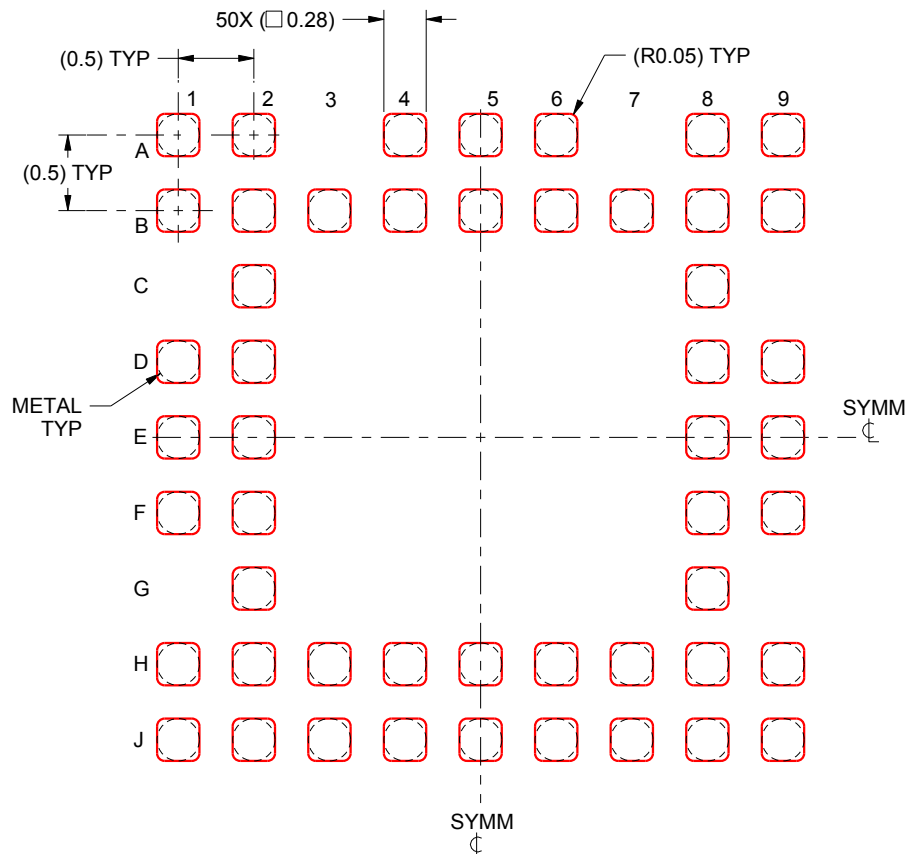 50X (□ 0.28)
(0.5) TYP
(R0.05) TYP
1 2 3 4 5 6 7 8 9
A
(0.5) TYP
B
C
D
METAL
TYP
SYMM
℄
E
F
G
H
J
SYMM
℄